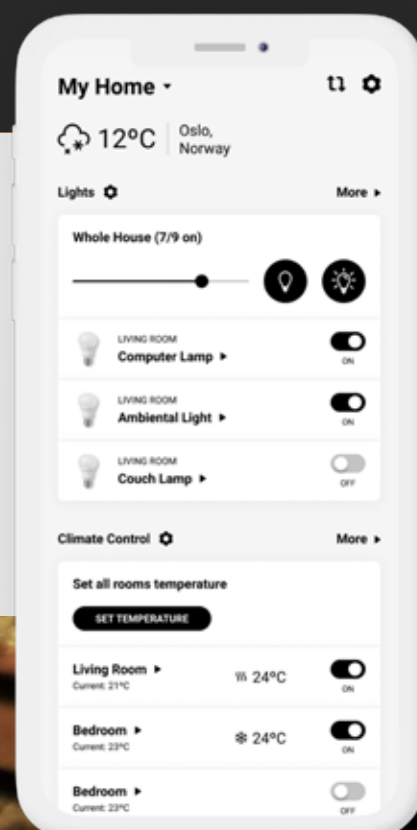 My Home
12°C
Oslo,
Norway
Lights
More
Whole House (7/9 on)
LIVING ROOM
Computer Lamp
ON
LIVING ROOM
Ambiental Light
ON
LIVING ROOM
Couch Lamp
OFF
Climate Control
More
Set all rooms temperature
SET TEMPERATURE
Living Room
Current: 21°C
24°C
ON
Bedroom
Current: 23°C
24°C
ON
Bedroom
Current: 23°C
OFF